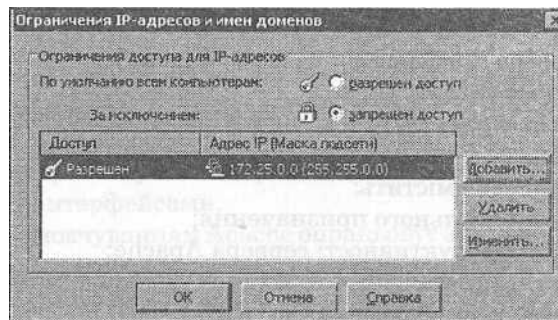 Ограничения IP-адресов и имен доменов
Ограничения доступа для IP-адресов
По умолчанию всем компьютерам:
разрешен доступ
За исключением:
запрещен доступ
Доступ
Адрес IP (Маска подсети)
Разрешен
172.25.0.0 (255.255.0.0)
Добавить...
Удалить
Изменить...
OK
Отмена
Справка